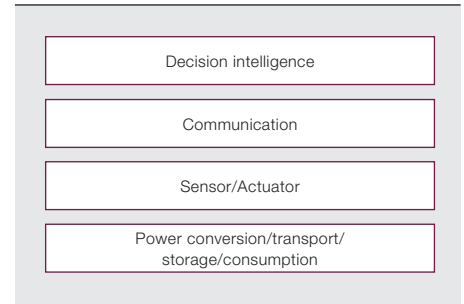 Decision intelligence
Communication
Sensor/Actuator
Power conversion/transport/
storage/consumption